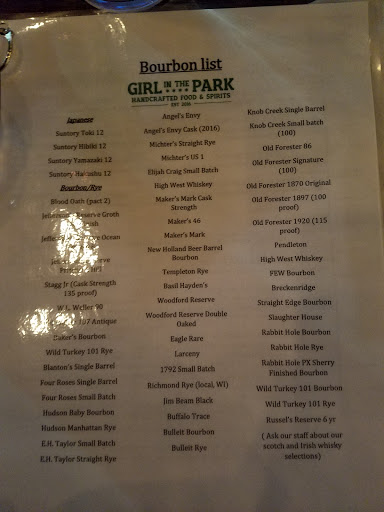 Bourbon list
GIRL IN THE PARK
HANDCRAFTED FOOD & SPIRITS
Japanese
Suntory Toki 12
Suntory Hibiki 12
Suntory Yamazaki 12
Suntory 12
Bourbon/Rye
Blood Oath (pact 2)
Reserve Groth
Reserve Ocean
Stagg Jr (Cask Strength
135 proof)
W.L. Weller 90
107 Antique
Baker's Bourbon
Wild Turkey 101 Rye
Blanton's Single Barrel
Four Roses Single Barrel
Four Roses Small Batch
Hodson Baby Bourbon
Hudson Manhattan Rye
E.H. Taylor Small Batch
E.H. Taylor Straight Rye
Angel's Envy
Angel's Envy Cask (2016)
Michter's Straight Rye
Michter's US 1
Elijah Craig Small Batch
High West Whiskey
Maker's Mark Cask
Strength
Maker's 46
Maker's Mark
New Holland Beer Barrel
Bourbon
Templeton Rye
Basil Hayden's
Woodford Reserve
Woodford Reserve Double
Oaked
Eagle Rare
Larceny
1792 Small Batch
Richmond Rye (local, WI)
Jim Beam Black
Buffalo Trace
Bulleit Bourbon
Bulleit Rye
Knob Creek Single Barrel
Knob Creek Small batch
(100)
Old Forester 86
Old Forester Signature
(100)
Old Forester 1870 Original
Old Forester 1897 (100
proof)
Old Forester 1920 (115
proof)
Pendleton
High West Whiskey
FEW Bourbon
Breckenridge
Straight Edge Bourbon
Slaughter House
Rabbit Hole Bourbon
Rabbit Hole Rye
Rabbit Hole PX Sherry
Finished Bourbon
Wild Turkey 101 Bourbon
Wild Turkey 101 Rye
Russel's Reserve 6 yr
( Ask our staff about our
scotch and Irish whisky
selections)